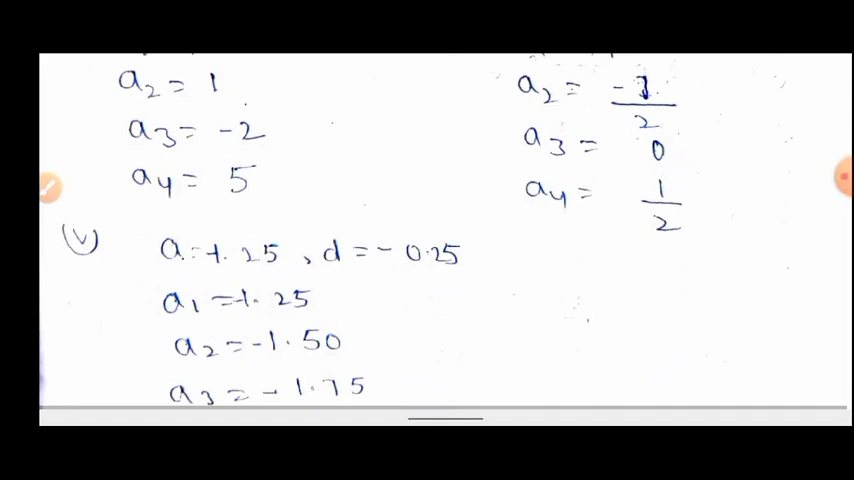 a₂ = 1
a₃ = -2
a₄ = 5
a₂ = -1/2
a₃ = 0
a₄ = 1/2
(v) a = -1.25 , d = - 0.25
a₁ = -1.25
a₂ = -1.50
a₃ = -1.75